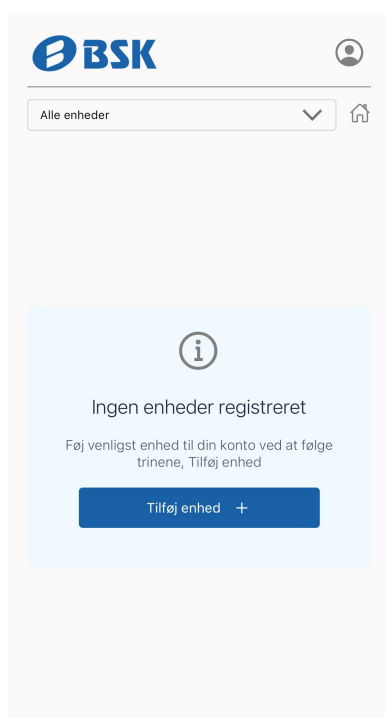 BSK
Alle enheder
Ingen enheder registreret
Føj venligst enhed til din konto ved at følge
trinene, Tilføj enhed
Tilføj enhed +